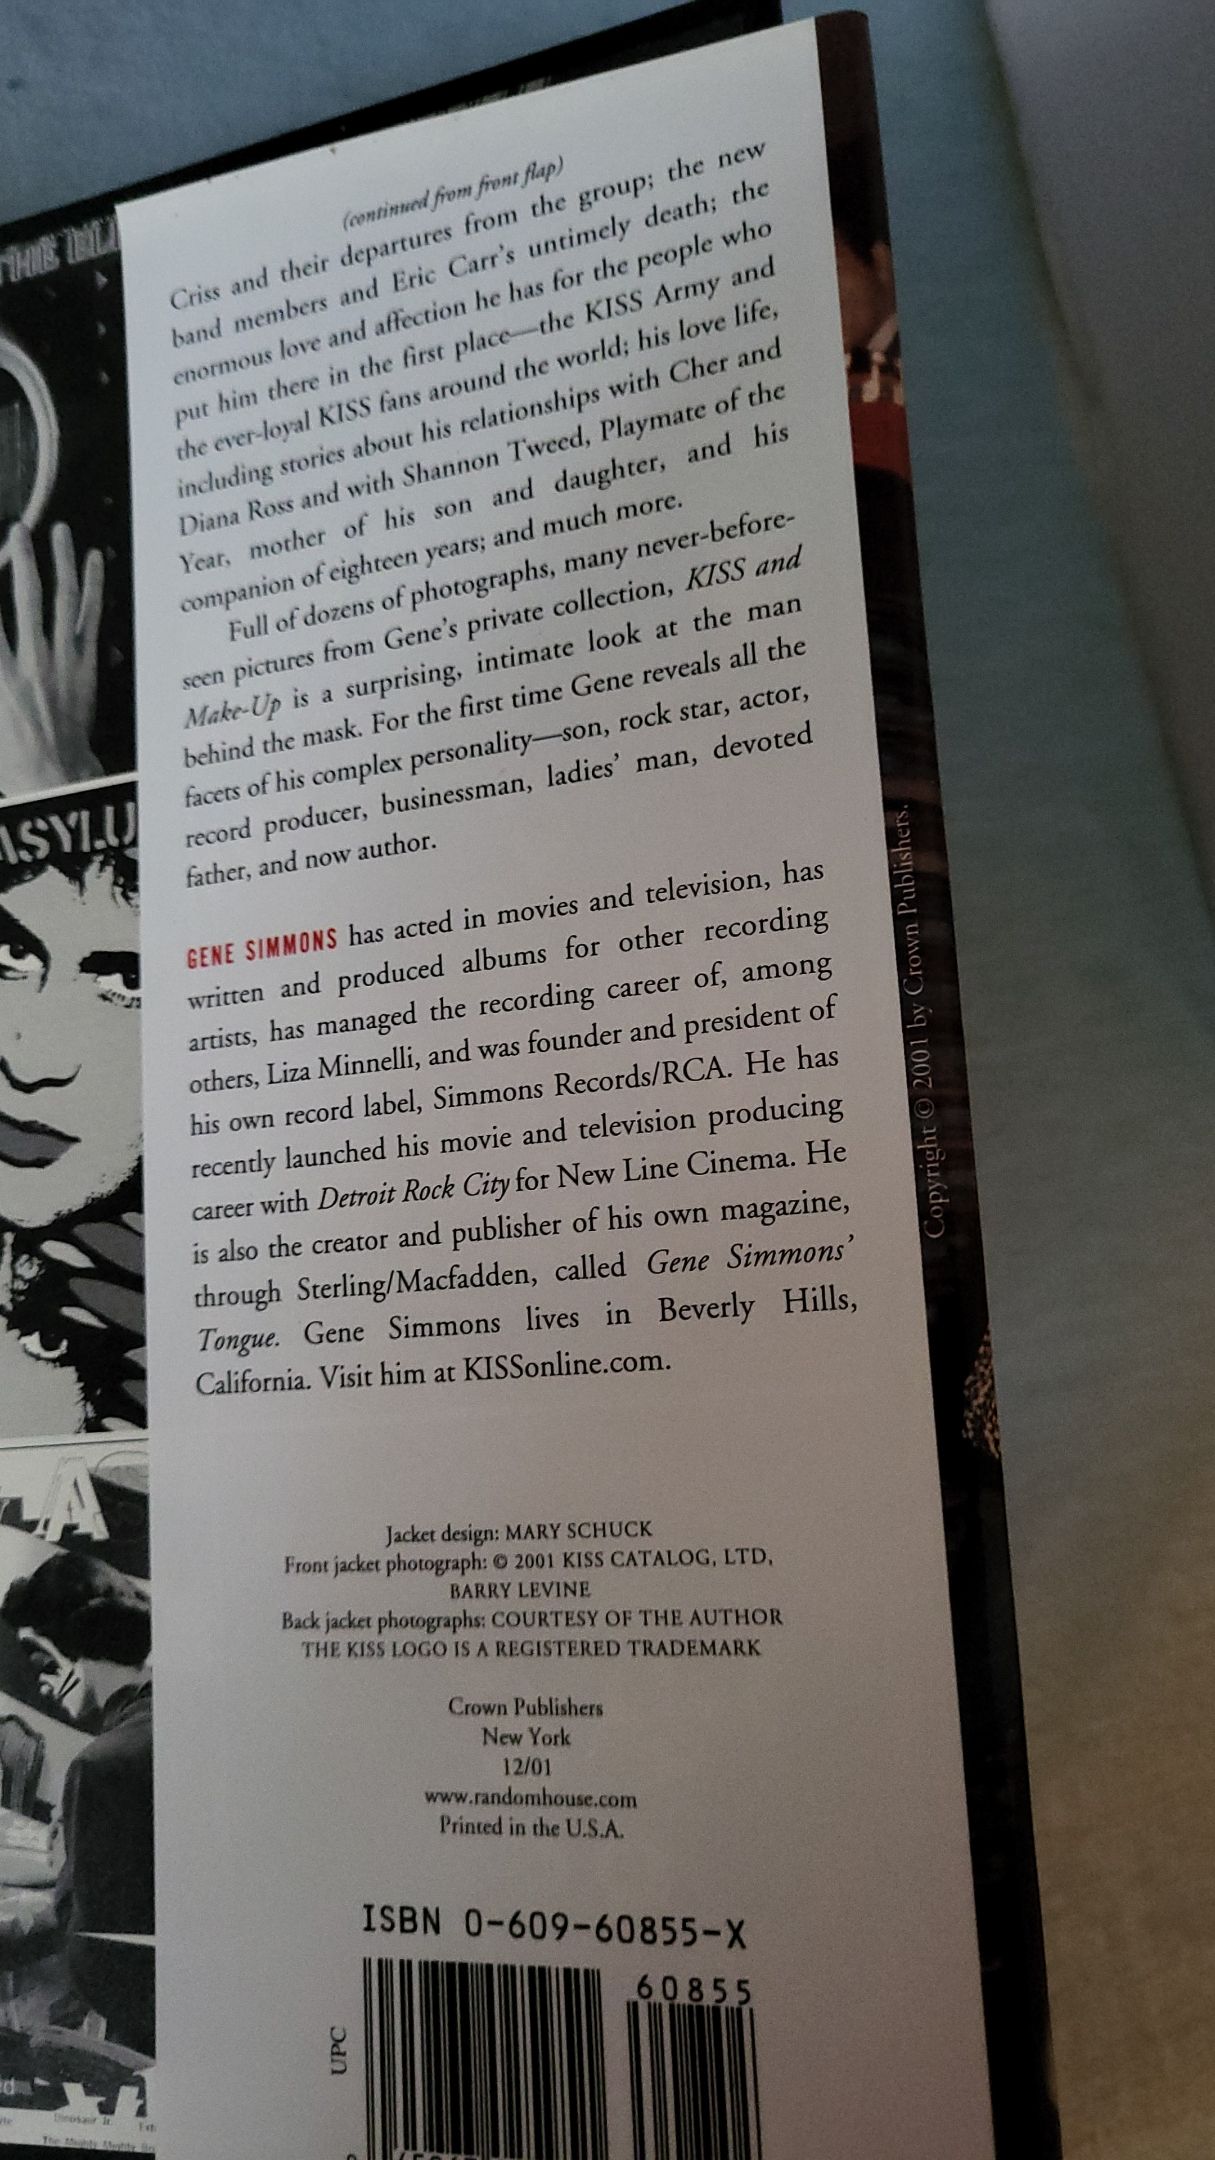 (continued from front flap)
Criss and their departures from the group; the new
band members and Eric Carr's untimely death; the
enormous love and affection he has for the people who
put him there in the first place—the KISS Army and
the ever-loyal KISS fans around the world; his love life,
including stories about his relationships with Cher and
Diana Ross and with Shannon Tweed, Playmate of the
Year, mother of his son and daughter, and his
companion of eighteen years; and much more.
Full of dozens of photographs, many never-before-
seen pictures from Gene's private collection, KISS and
Make-Up is a surprising, intimate look at the man
behind the mask. For the first time Gene reveals all the
facets of his complex personality—son, rock star, actor,
record producer, businessman, ladies' man, devoted
father, and now author.
GENE SIMMONS has acted in movies and television, has
written and produced albums for other recording
artists, has managed the recording career of, among
others, Liza Minnelli, and was founder and president of
his own record label, Simmons Records/RCA. He has
recently launched his movie and television producing
career with Detroit Rock City for New Line Cinema. He
is also the creator and publisher of his own magazine,
through Sterling/Macfadden, called Gene Simmons'
Tongue. Gene Simmons lives in Beverly Hills,
California. Visit him at KISSonline.com.
Jacket design: MARY SCHUCK
Front jacket photograph: © 2001 KISS CATALOG, LTD,
BARRY LEVINE
Back jacket photographs: COURTESY OF THE AUTHOR
THE KISS LOGO IS A REGISTERED TRADEMARK
Crown Publishers
New York
12/01
www.randomhouse.com
Printed in the U.S.A.
ISBN 0-609-60855-X
60855
UPC
Copyright © 2001 by Crown Publishers.
THE
ASYLU
Dinosaur Jr.
The Mighty Mighty